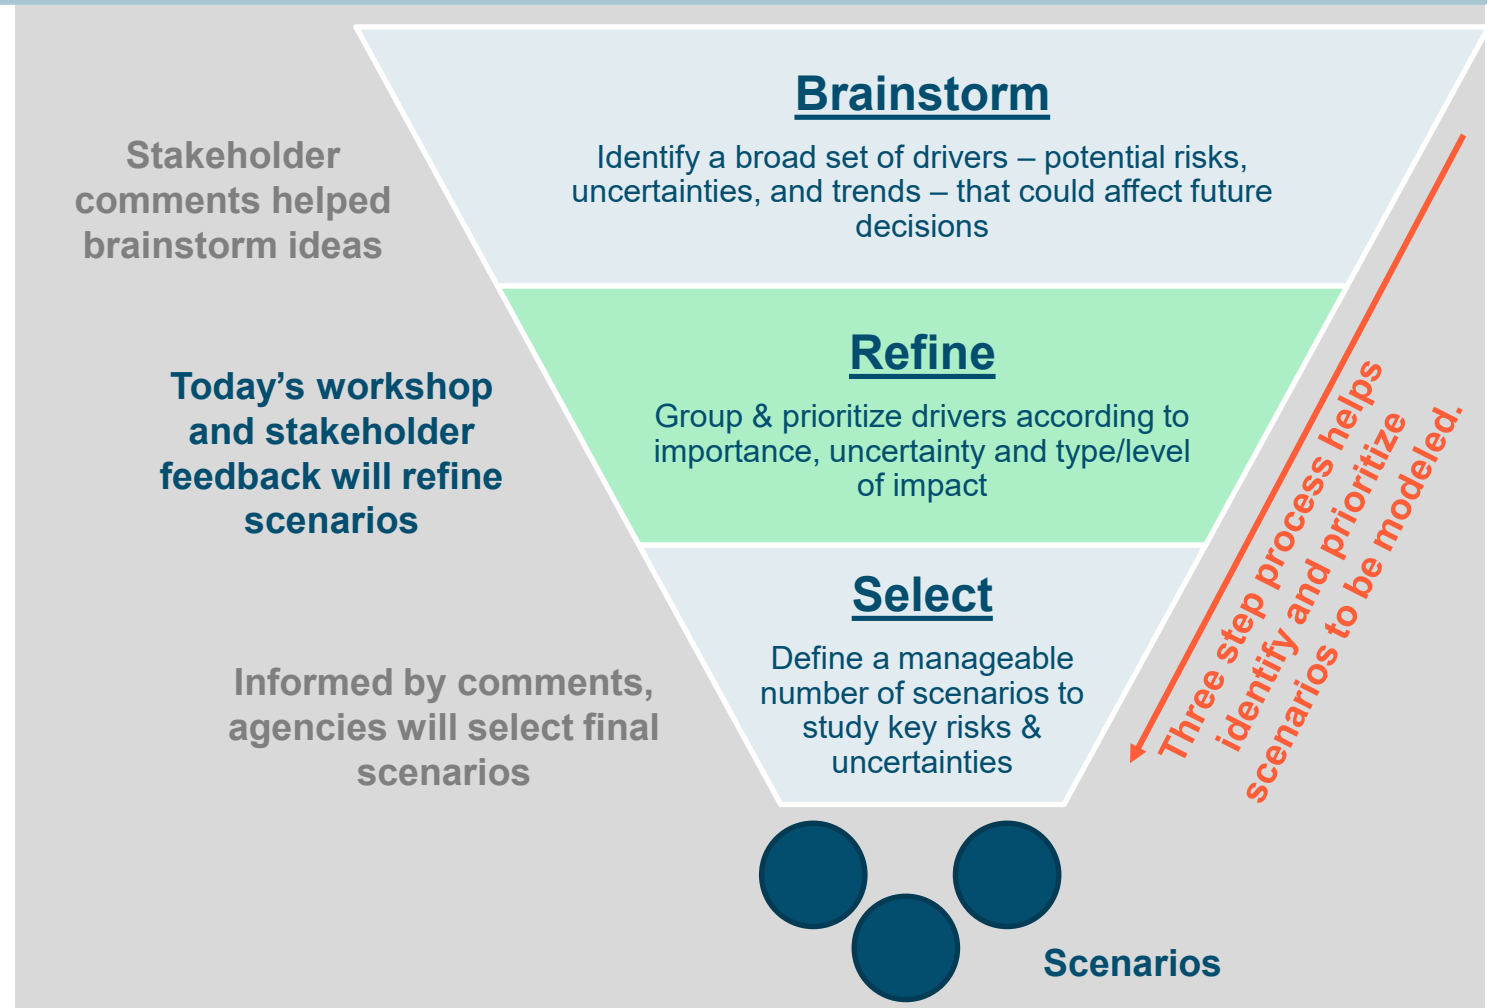 Brainstorm
Identify a broad set of drivers – potential risks,
uncertainties, and trends – that could affect future
decisions
Stakeholder
comments helped
brainstorm ideas
Refine
Group & prioritize drivers according to
importance, uncertainty and type/level
of impact
Today’s workshop
and stakeholder
feedback will refine
scenarios
Select
Define a manageable
number of scenarios to
study key risks &
uncertainties
Informed by comments,
agencies will select final
scenarios
Three step process helps
identify and prioritize
scenarios to be modeled.
Scenarios